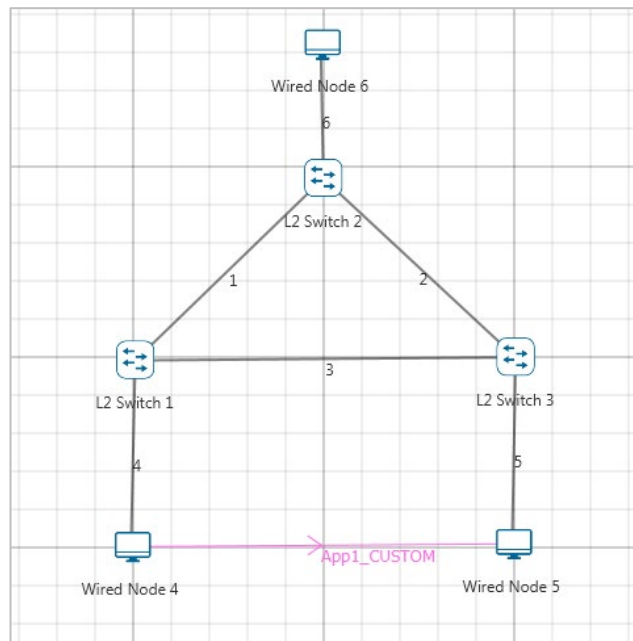 Wired Node 6
6
L2 Switch 2
1
2
3
L2 Switch 1
L2 Switch 3
4
5
App1_CUSTOM
Wired Node 4
Wired Node 5